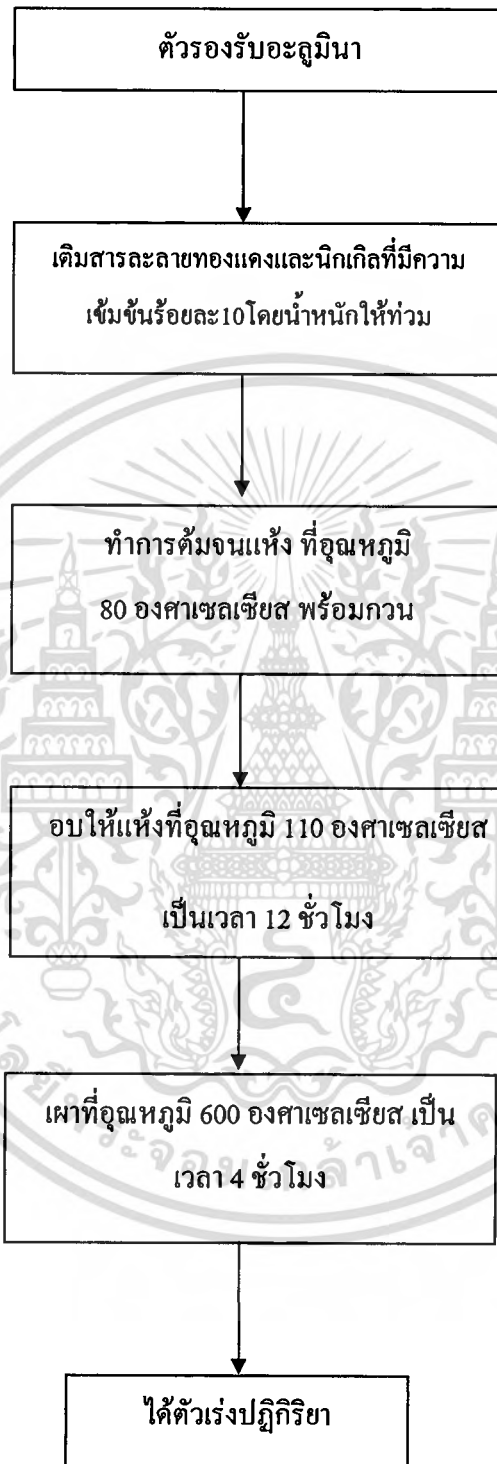 ตัวรองรับอะลูมินา
เติมสารละลายทองแดงและนิกเกิลที่มีความ
เข้มข้นร้อยละ10โดยน้ำหนักให้ท่วม
ทำการต้มจนแห้ง ที่อุณหภูมิ
80 องศาเซลเซียส พร้อมกวน
อบให้แห้งที่อุณหภูมิ 110 องศาเซลเซียส
เป็นเวลา 12 ชั่วโมง
เผาที่อุณหภูมิ 600 องศาเซลเซียส เป็น
เวลา 4 ชั่วโมง
ได้ตัวเร่งปฏิกิริยา